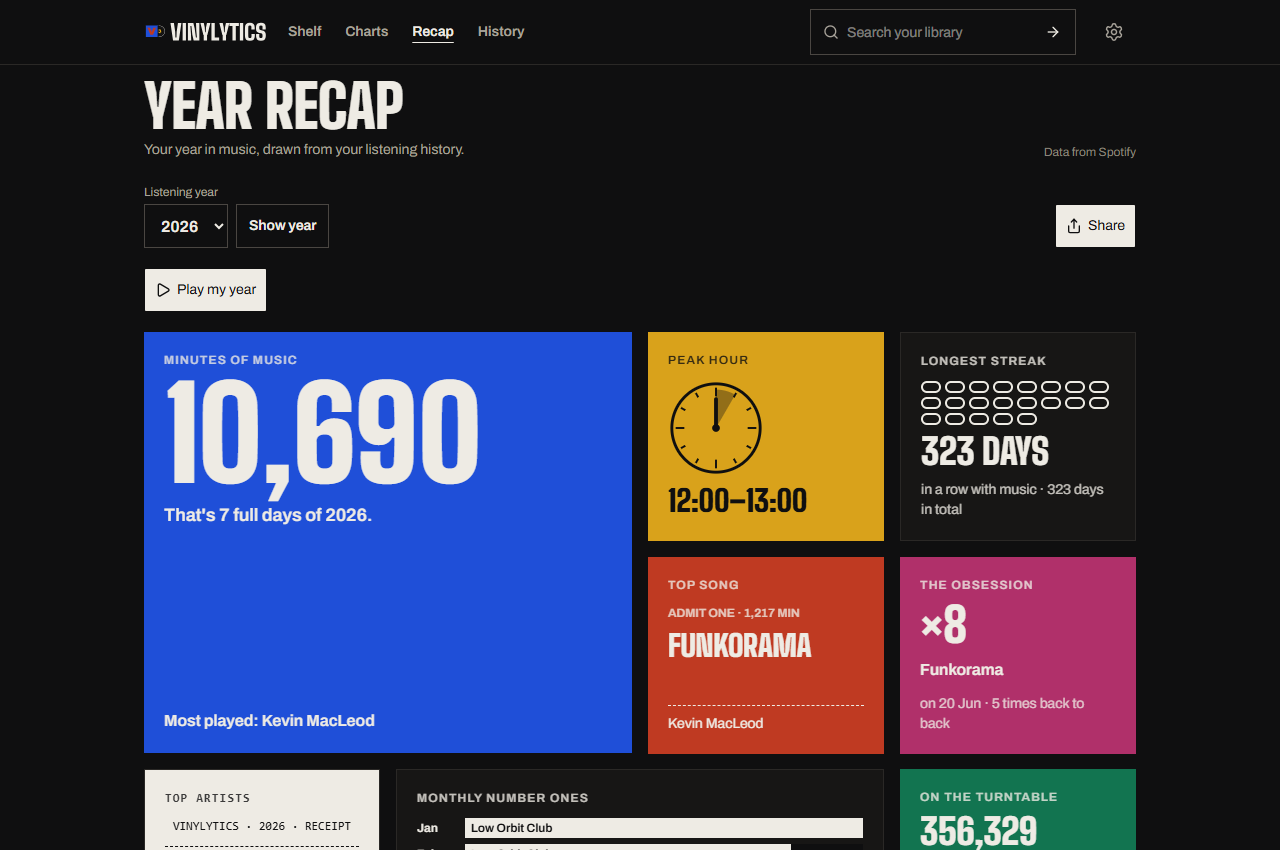 VINYLYTICS
Shelf
Charts
Recap
History
Search your library
YEAR RECAP
Your year in music, drawn from your listening history.
Data from Spotify
Listening year
2026
Show year
Share
Play my year
MINUTES OF MUSIC
10,690
That's 7 full days of 2026.
Most played: Kevin MacLeod
PEAK HOUR
12:00–13:00
LONGEST STREAK
323 DAYS
in a row with music · 323 days
in total
TOP SONG
ADMIT ONE · 1,217 MIN
FUNKORAMA
Kevin MacLeod
THE OBSESSION
×8
Funkorama
on 20 Jun · 5 times back to
back
TOP ARTISTS
VINYLYTICS · 2026 · RECEIPT
MONTHLY NUMBER ONES
Jan
Low Orbit Club
ON THE TURNTABLE
356,329